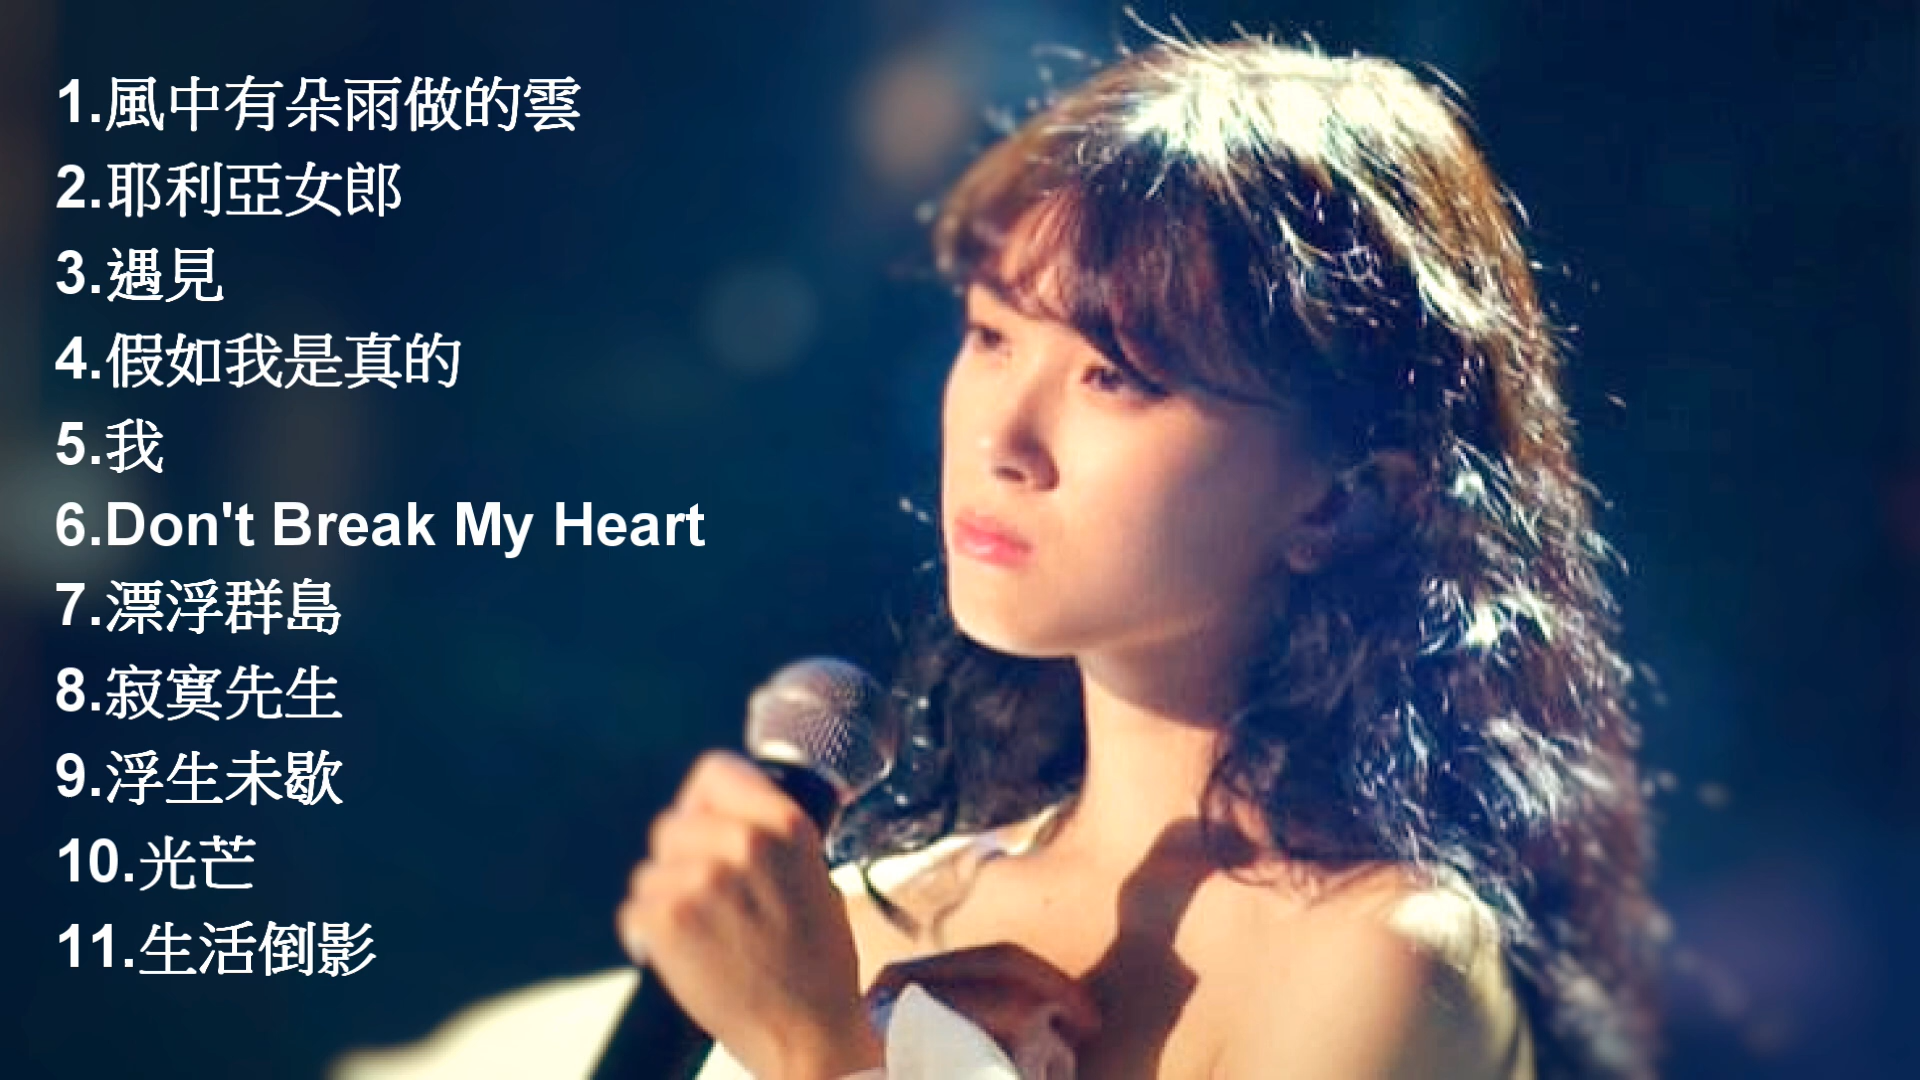 1.風中有朵雨做的雲
2.耶利亞女郎
3.遇見
4.假如我是真的
5.我
6.Don't Break My Heart
7.漂浮群島
8.寂寞先生
9.浮生未歇
10.光芒
11.生活倒影